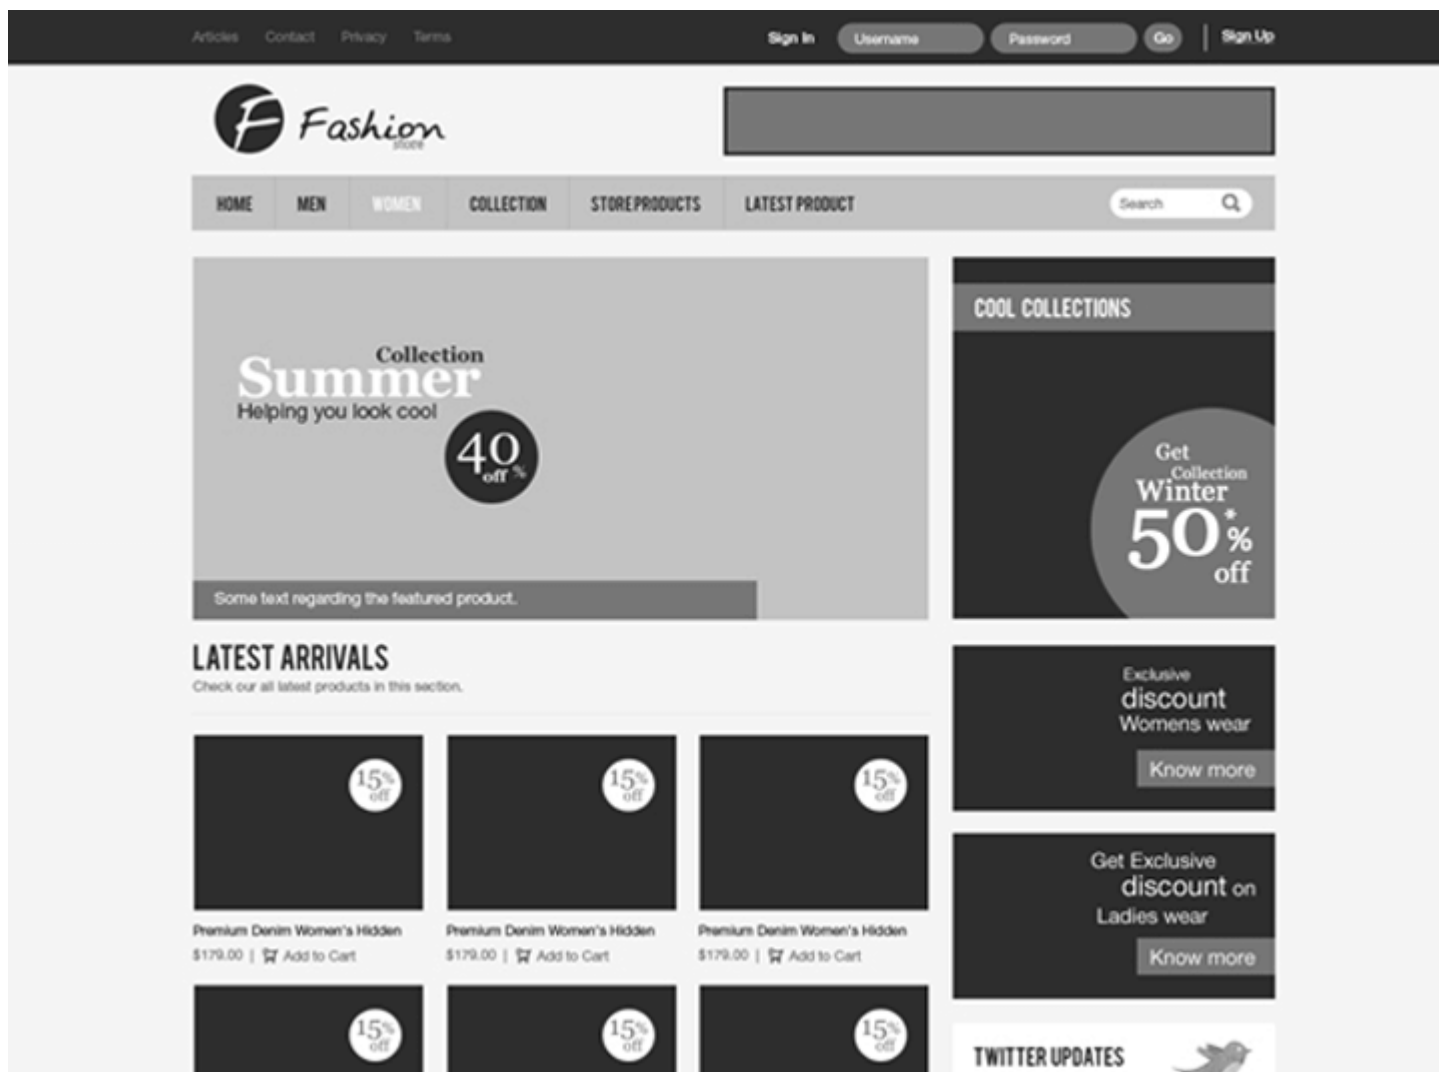 Articles Contact Privacy Terms Sign In Username Password Go Sign Up
F Fashion
store
HOME MEN WOMEN COLLECTION STORE PRODUCTS LATEST PRODUCT Search
Collection
Summer
Helping you look cool
40
off %
Some text regarding the featured product.
COOL COLLECTIONS
Get
Collection
Winter
50*%
off
LATEST ARRIVALS
Check our all latest products in this section.
15%
off
15%
off
15%
off
Premium Denim Women's Hidden
$179.00 | Add to Cart
Premium Denim Women's Hidden
$179.00 | Add to Cart
Premium Denim Women's Hidden
$179.00 | Add to Cart
15%
off
15%
off
15%
off
Exclusive
discount
Womens wear
Know more
Get Exclusive
discount on
Ladies wear
Know more
TWITTER UPDATES